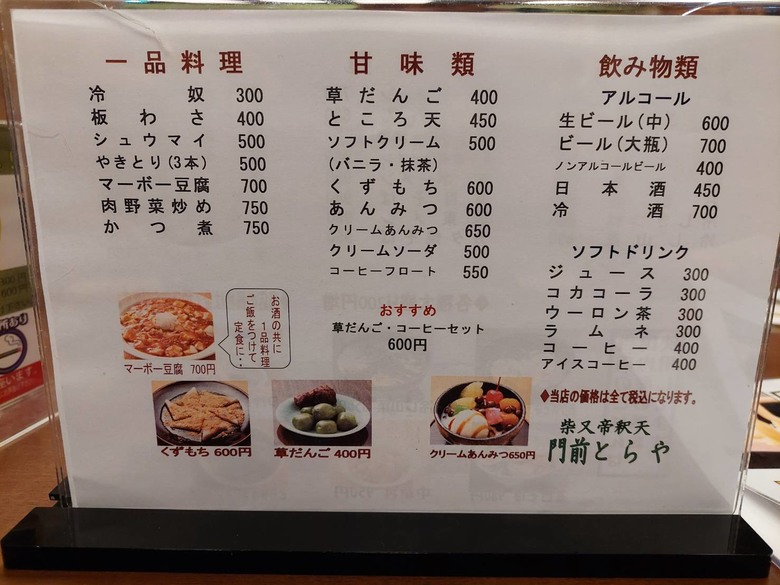 一品料理
冷奴 300
板わさ 400
シュウマイ 500
やきとり(3本) 500
マーボー豆腐 700
肉野菜炒め 750
かつ煮 750
お酒の共に
1品料理
ご飯をつけて
定食に・・
マーボー豆腐 700円
甘味類
草だんご 400
ところ天 450
ソフトクリーム 500
(バニラ・抹茶)
くずもち 600
あんみつ 600
クリームあんみつ 650
クリームソーダ 500
コーヒーフロート 550
おすすめ
草だんご・コーヒーセット
600円
くずもち 600円
草だんご 400円
クリームあんみつ650円
飲み物類
アルコール
生ビール(中) 600
ビール(大瓶) 700
ノンアルコールビール 400
日本酒 450
冷酒 700
ソフトドリンク
ジュース 300
コカコーラ 300
ウーロン茶 300
ラムネ 300
コーヒー 400
アイスコーヒー 400
◆当店の価格は全て税込になります。
柴又帝釈天
門前とらや